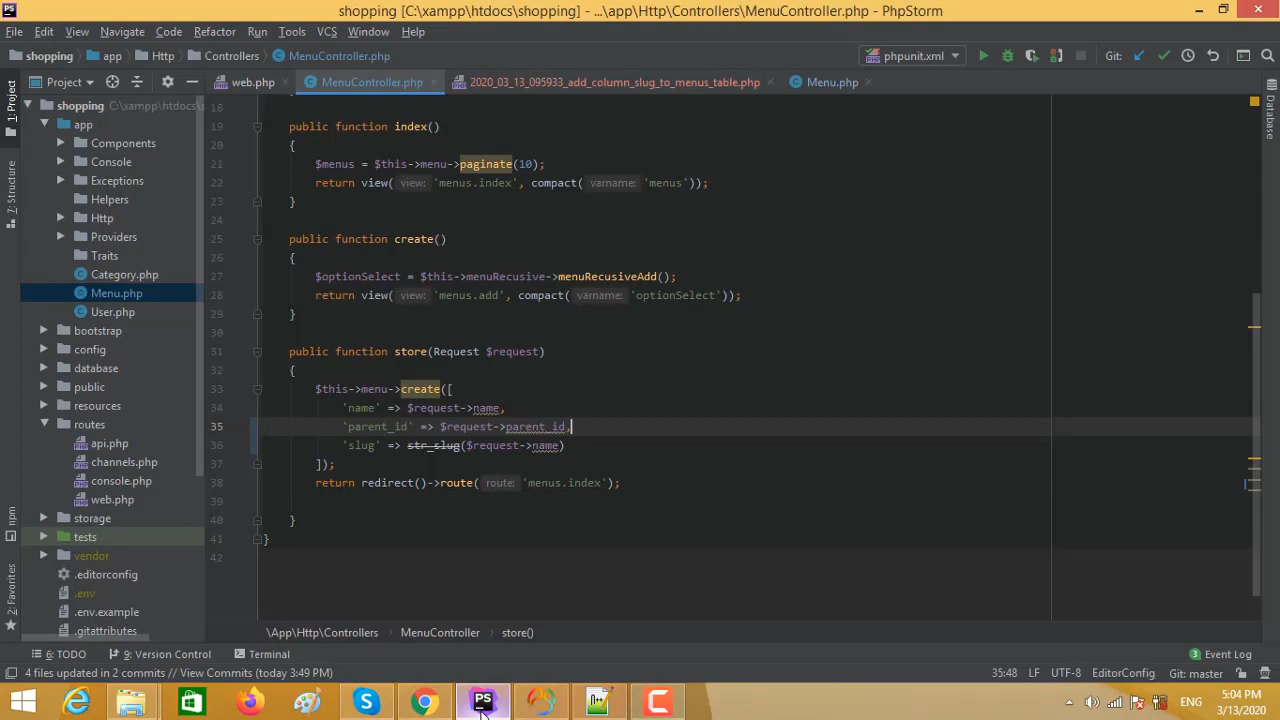 shopping [C:\xampp\htdocs\shopping] - ...\app\Http\Controllers\MenuController.php - PhpStorm
File Edit View Navigate Code Refactor Run Tools VCS Window Help
shopping app Http Controllers MenuController.php phpunit.xml Git:
Project web.php MenuController.php 2020_03_13_095933_add_column_slug_to_menus_table.php Menu.php
1: Project
7: Structure
npm
2: Favorites
Database
shopping C:\xampp\htdocs\s
app
Components
Console
Exceptions
Helpers
Http
Providers
Traits
Category.php
Menu.php
User.php
bootstrap
config
database
public
resources
routes
api.php
channels.php
console.php
web.php
storage
tests
vendor
.editorconfig
.env
.env.example
.gitattributes
18
19 public function index()
20 {
21 $menus = $this->menu->paginate(10);
22 return view( view: 'menus.index', compact( varname: 'menus'));
23 }
24
25 public function create()
26 {
27 $optionSelect = $this->menuRecusive->menuRecusiveAdd();
28 return view( view: 'menus.add', compact( varname: 'optionSelect'));
29 }
30
31 public function store(Request $request)
32 {
33 $this->menu->create([
34 'name' => $request->name,
35 'parent_id' => $request->parent_id,
36 'slug' => str_slug($request->name)
37 ]);
38 return redirect()->route( route: 'menus.index');
39
40 }
41 }
42
\App\Http\Controllers MenuController store()
6: TODO 9: Version Control Terminal 3 Event Log
4 files updated in 2 commits // View Commits (today 3:49 PM) 35:48 LF UTF-8 EditorConfig Git: master
PS
ENG
5:04 PM
3/13/2020